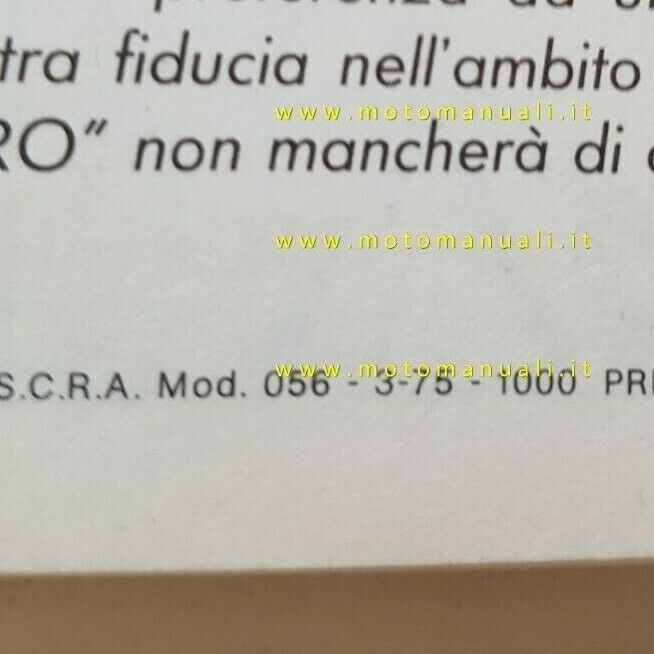 tra fiducia nell'ambito
www.motomanuali.it
RO" non mancherà di
www.motomanuali.it
www.motomanuali.it
S.C.R.A. Mod. 056 - 3-75 - 1000 PR